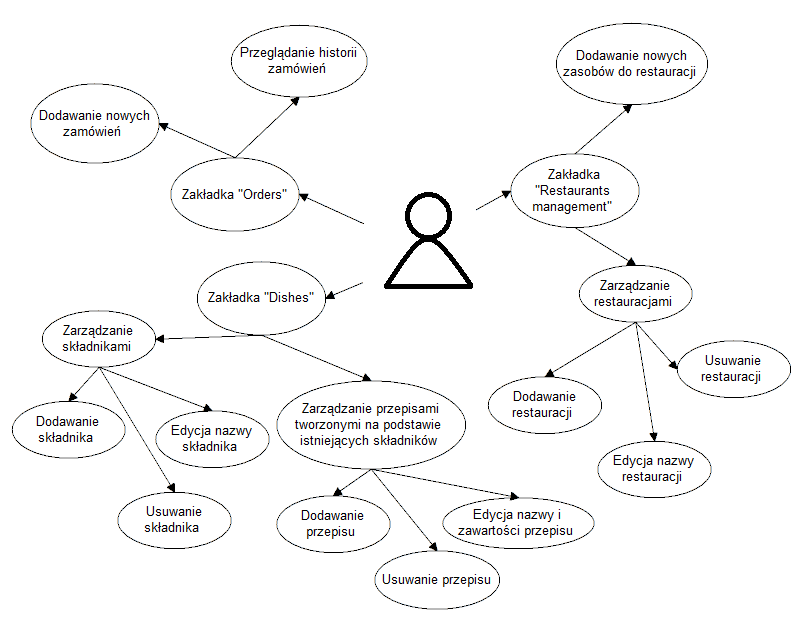 Przeglądanie historii
zamówień
Dodawanie nowych
zasobów do restauracji
Dodawanie nowych
zamówień
Zakładka "Orders"
Zakładka
"Restaurants
management"
Zakładka "Dishes"
Zarządzanie
restauracjami
Zarządzanie
składnikami
Usuwanie
restauracji
Dodawanie
restauracji
Dodawanie
składnika
Edycja nazwy
składnika
Zarządzanie przepisami
tworzonymi na podstawie
istniejących składników
Edycja nazwy
restauracji
Usuwanie
składnika
Dodawanie
przepisu
Edycja nazwy i
zawartości przepisu
Usuwanie przepisu